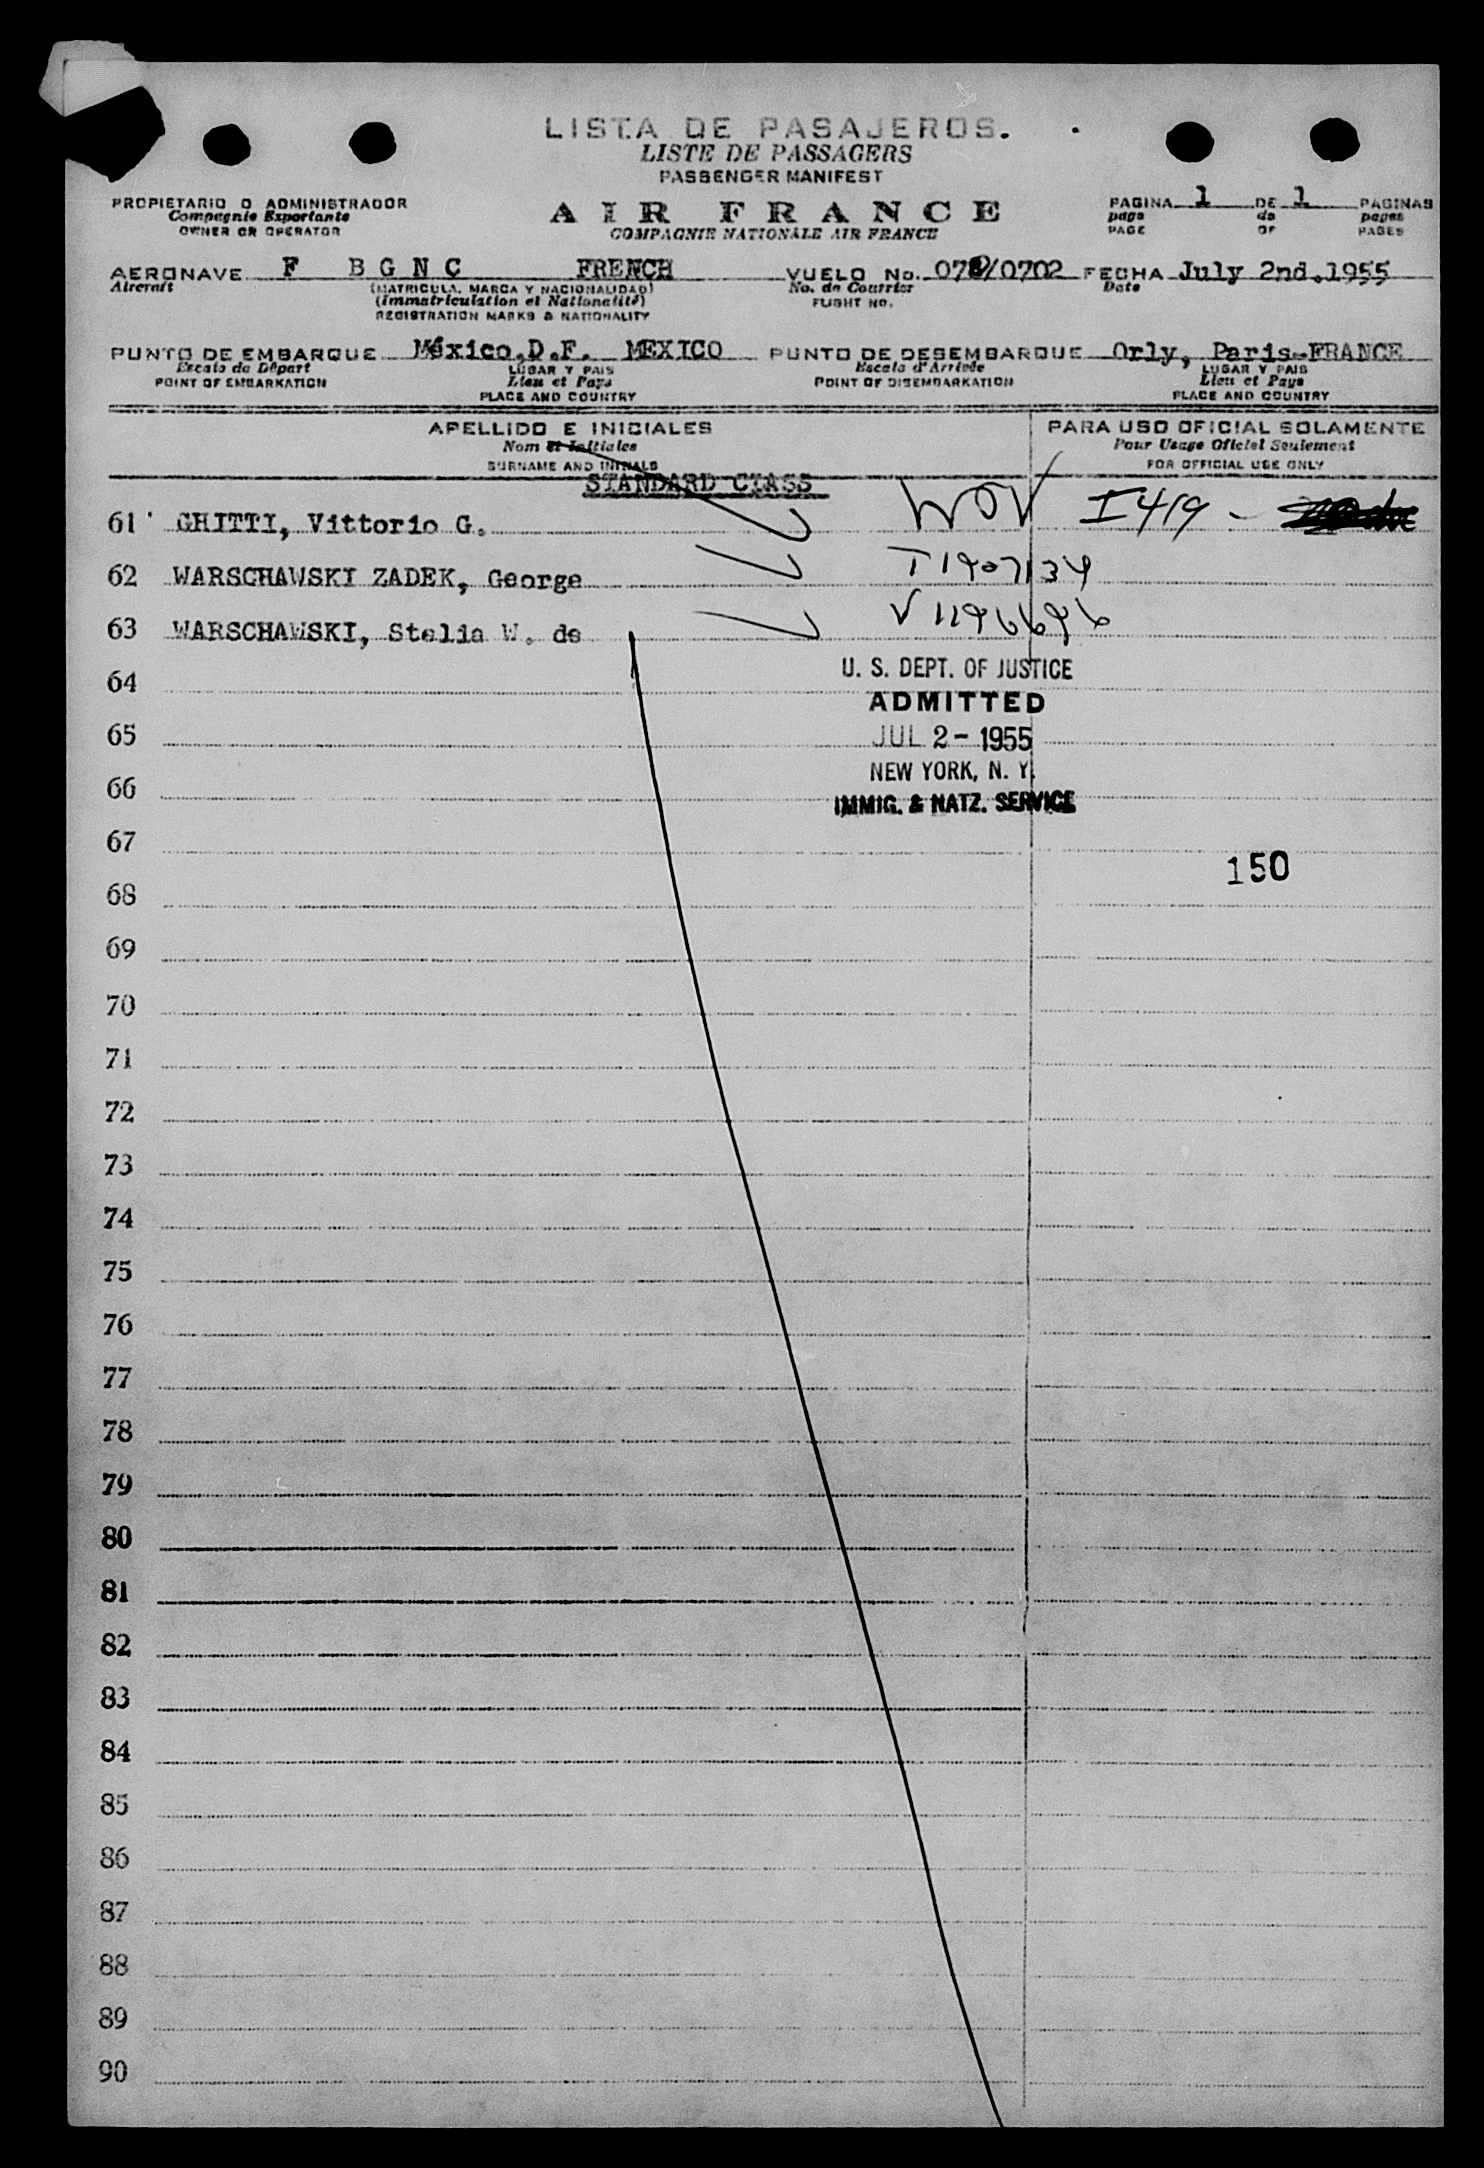 LISTA DE PASAJEROS.
LISTE DE PASSAGERS
PASSENGER MANIFEST
PROPIETARIO O ADMINISTRADOR
Compagnie Exportante
OWNER OR OPERATOR
AIR FRANCE
COMPAGNIE NATIONALE AIR FRANCE
PAGINA 1 DE 1 PAGINAS
page de pages
PAGE OF PAGES
AERONAVE F BGNC FRENCH VUELO No. /0702 FECHA July 2nd.1955
Aircraft (MATRICULA, MARCA Y NACIONALIDAD) No. de Courrier Date
(Immatriculation et Nationalité) FLIGHT NO.
REGISTRATION MARKS & NATIONALITY
PUNTO DE EMBARQUE México,D.F. MEXICO PUNTO DE DESEMBARQUE Orly, Paris-FRANCE
Escale de Départ LUGAR Y PAIS Escale d'Arrivée LUGAR Y PAIS
POINT OF EMBARKATION Lieu et Pays POINT OF DISEMBARKATION Lieu et Pays
PLACE AND COUNTRY PLACE AND COUNTRY
APELLIDO E INICIALES PARA USO OFICIAL SOLAMENTE
Nom et Initiales Pour Usage Officiel Seulement
SURNAME AND INITIALS FOR OFFICIAL USE ONLY
STANDARD CLASS
61 GHITTI, Vittorio G. WOV I 419 -
62 WARSCHAWSKI ZADEK, George T 1907134
63 WARSCHAWSKI, Stelia W. de V
64
U. S. DEPT. OF JUSTICE
ADMITTED
65
JUL 2- 1955
66
NEW YORK, N. Y.
IMMIG. & NATZ. SERVICE
67
150
68
69
70
71
72
73
74
75
76
77
78
79
80
81
82
83
84
85
86
87
88
89
90